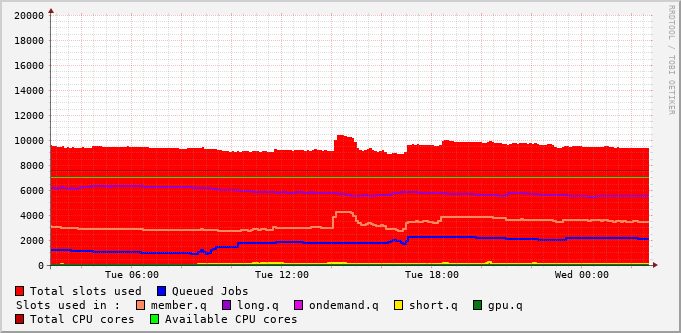 20000
18000
16000
14000
12000
10000
8000
6000
4000
2000
0
Tue 06:00 Tue 12:00 Tue 18:00 Wed 00:00
RRDTOOL / TOBI OETIKER
Total slots used Queued Jobs
Slots used in : member.q long.q ondemand.q short.q gpu.q
Total CPU cores Available CPU cores